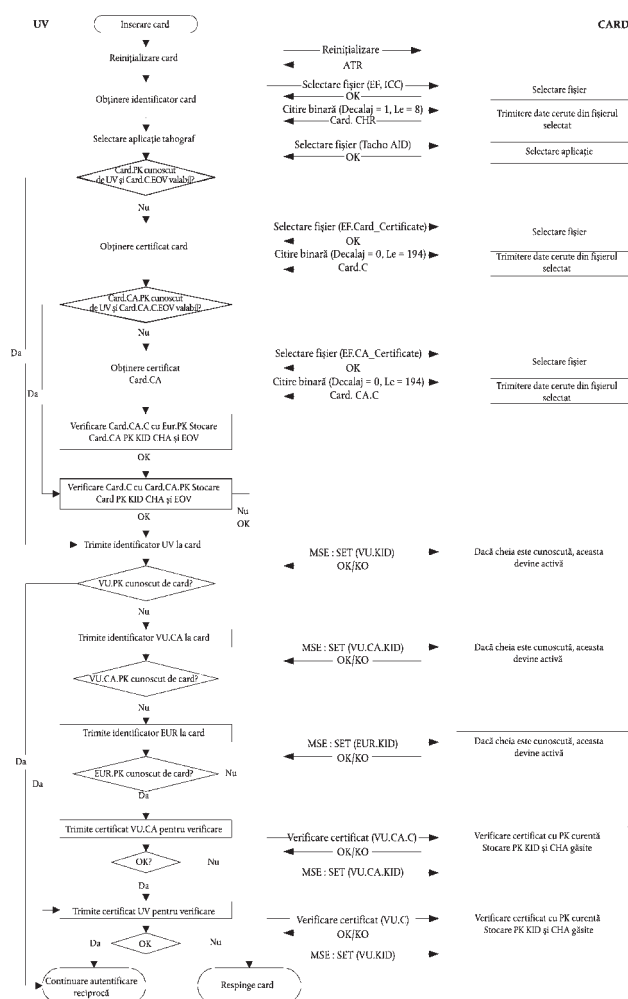 UV
CARD
Inserare card
Reinițializare card
Reinițializare
ATR
Obținere identificator card
Selectare fișier (EF, ICC)
OK
Selectare fișier
Citire binară (Decalaj = 1, Le = 8)
Card. CHR
Trimitere date cerute din fișierul
selectat
Selectare aplicație tahograf
Selectare fișier (Tacho AID)
OK
Selectare aplicație
Card.PK cunoscut
de UV și Card.C.EOV valabil?
Nu
Obținere certificat card
Selectare fișier (EF.Card_Certificate)
OK
Selectare fișier
Citire binară (Decalaj = 0, Le = 194)
Card.C
Trimitere date cerute din fișierul
selectat
Card.CA.PK cunoscut
de UV și Card.CA.C.EOV valabil?
Nu
Da
Da
Obținere certificat
Card.CA
Selectare fișier (EF.CA_Certificate)
OK
Selectare fișier
Citire binară (Decalaj = 0, Le = 194)
Card. CA.C
Trimitere date cerute din fișierul
selectat
Verificare Card.CA.C cu Eur.PK Stocare
Card.CA PK KID CHA și EOV
OK
Verificare Card.C cu Card.CA.PK Stocare
Card PK KID CHA și EOV
OK
Nu
OK
Trimite identificator UV la card
MSE : SET (VU.KID)
OK/KO
Dacă cheia este cunoscută, aceasta
devine activă
VU.PK cunoscut de card?
Nu
Trimite identificator VU.CA la card
MSE : SET (VU.CA.KID)
OK/KO
Dacă cheia este cunoscută, aceasta
devine activă
VU.CA.PK cunoscut de card?
Nu
Trimite identificator EUR la card
MSE : SET (EUR.KID)
OK/KO
Dacă cheia este cunoscută, aceasta
devine activă
Da
Da
EUR.PK cunoscut de card?
Nu
Da
Trimite certificat VU.CA pentru verificare
Verificare certificat (VU.CA.C)
OK/KO
Verificare certificat cu PK curentă
Stocare PK KID și CHA găsite
OK?
Nu
MSE : SET (VU.CA.KID)
Da
Trimite certificat UV pentru verificare
Verificare certificat (VU.C)
OK/KO
Verificare certificat cu PK curentă
Stocare PK KID și CHA găsite
Da
OK
Nu
MSE : SET (VU.KID)
Continuare autentificare
reciprocă
Respinge card